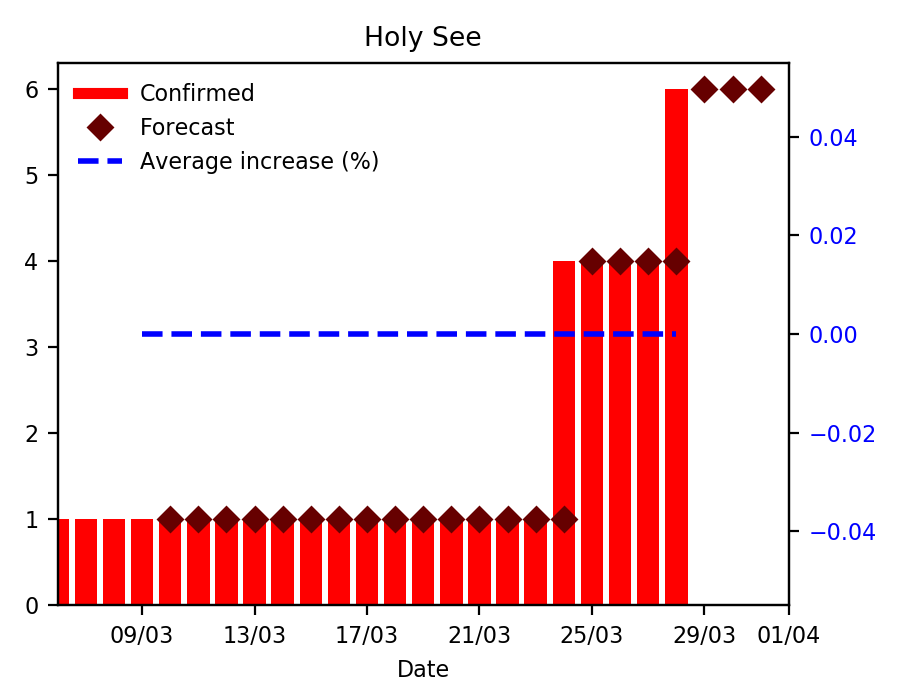 Holy See
Confirmed
Forecast
Average increase (%)
6
5
4
3
2
1
0
0.04
0.02
0.00
−0.02
−0.04
09/03 13/03 17/03 21/03 25/03 29/03 01/04
Date